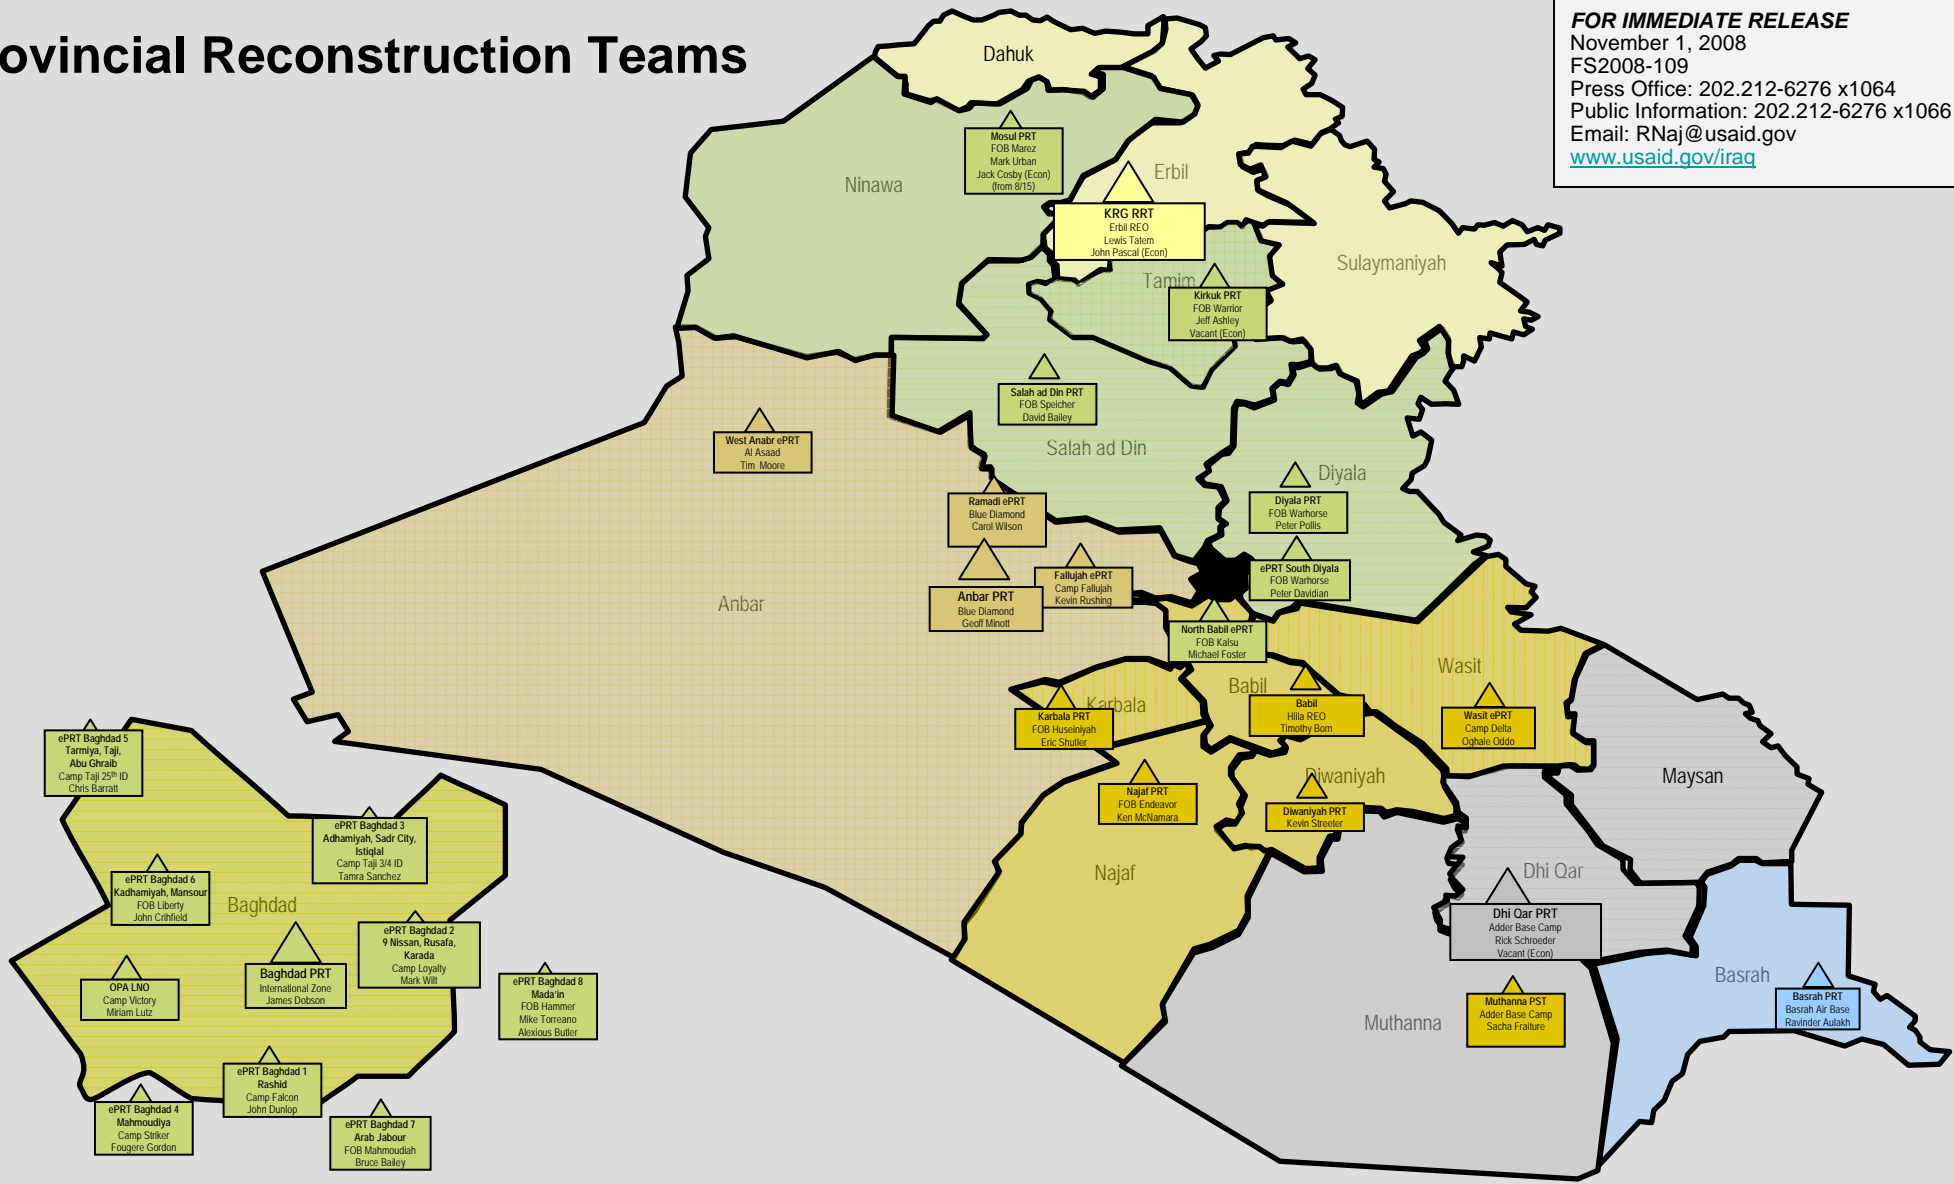 ovincial Reconstruction Teams
FOR IMMEDIATE RELEASE
November 1, 2008
FS2008-109
Press Office: 202.212-6276 x1064
Public Information: 202.212-6276 x1066
Email: RNaj@usaid.gov
www.usaid.gov/iraq
Dahuk
Mosul PRT
FOB Marez
Mark Urban
Jack Cosby (Econ)
(from 8/15)
Ninawa
Erbil
KRG RRT
Erbil REO
Lewis Tatem
John Pascal (Econ)
Sulaymaniyah
Tamim
Kirkuk PRT
FOB Warrior
Jeff Ashley
Vacant (Econ)
Salah ad Din PRT
FOB Speicher
David Bailey
Salah ad Din
West Anabr ePRT
Al Asaad
Tim Moore
Diyala
Diyala PRT
FOB Warhorse
Peter Pollis
Ramadi ePRT
Blue Diamond
Carol Wilson
ePRT South Diyala
FOB Warhorse
Peter Davidian
Fallujah ePRT
Camp Fallujah
Kevin Rushing
Anbar
Anbar PRT
Blue Diamond
Geoff Minott
North Babil ePRT
FOB Kalsu
Michael Foster
Wasit
Wasit ePRT
Camp Delta
Oghale Oddo
Babil
Babil
Hilla REO
Timothy Born
Karbala
Karbala PRT
FOB Huseiniyah
Eric Shutler
Diwaniyah
Diwaniyah PRT
Kevin Streeter
Najaf PRT
FOB Endeavor
Ken McNamara
Najaf
Maysan
Dhi Qar
Dhi Qar PRT
Adder Base Camp
Rick Schroeder
Vacant (Econ)
Muthanna
Muthanna PST
Adder Base Camp
Sacha Fraiture
Basrah
Basrah PRT
Basrah Air Base
Ravinder Aulakh
ePRT Baghdad 5
Tarmiya, Taji,
Abu Ghraib
Camp Taji 25th ID
Chris Barratt
ePRT Baghdad 3
Adhamiyah, Sadr City,
Istiqlal
Camp Taji 3/4 ID
Tamra Sanchez
ePRT Baghdad 6
Kadhamiyah, Mansour
FOB Liberty
John Crihfield
Baghdad
ePRT Baghdad 2
9 Nissan, Rusafa,
Karada
Camp Loyalty
Mark Wilt
Baghdad PRT
International Zone
James Dobson
OPA LNO
Camp Victory
Miriam Lutz
ePRT Baghdad 8
Mada'in
FOB Hammer
Mike Torreano
Alexious Butler
ePRT Baghdad 1
Rashid
Camp Falcon
John Dunlop
ePRT Baghdad 4
Mahmoudiya
Camp Striker
Fougere Gordon
ePRT Baghdad 7
Arab Jabour
FOB Mahmoudiah
Bruce Bailey